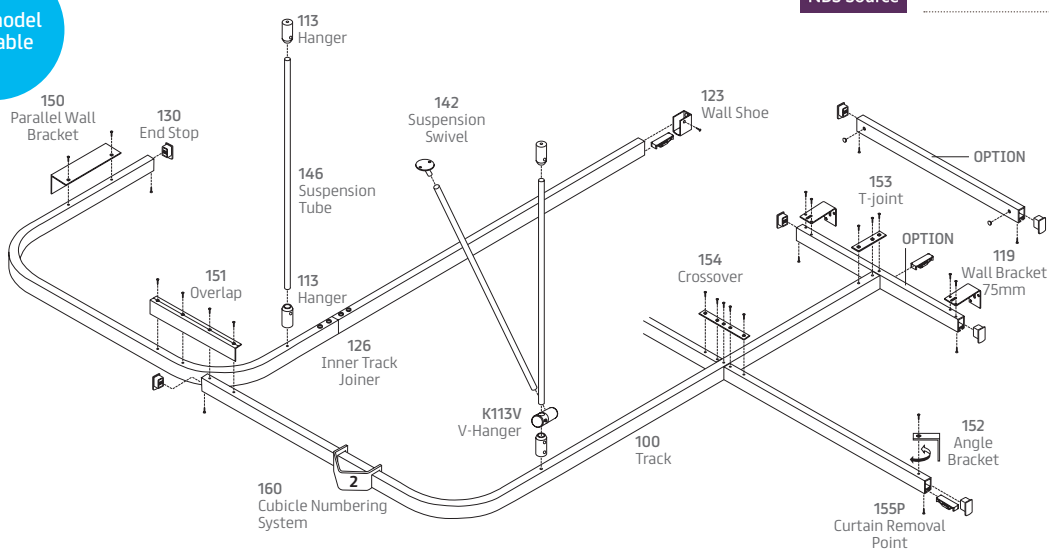 NBS Source
113
Hanger
150
Parallel Wall
Bracket
130
End Stop
142
Suspension
Swivel
123
Wall Shoe
146
Suspension
Tube
OPTION
153
T-joint
OPTION
119
Wall Bracket
75mm
154
Crossover
151
Overlap
113
Hanger
126
Inner Track
Joiner
K113V
V-Hanger
100
Track
152
Angle
Bracket
2
160
Cubicle Numbering
System
155P
Curtain Removal
Point